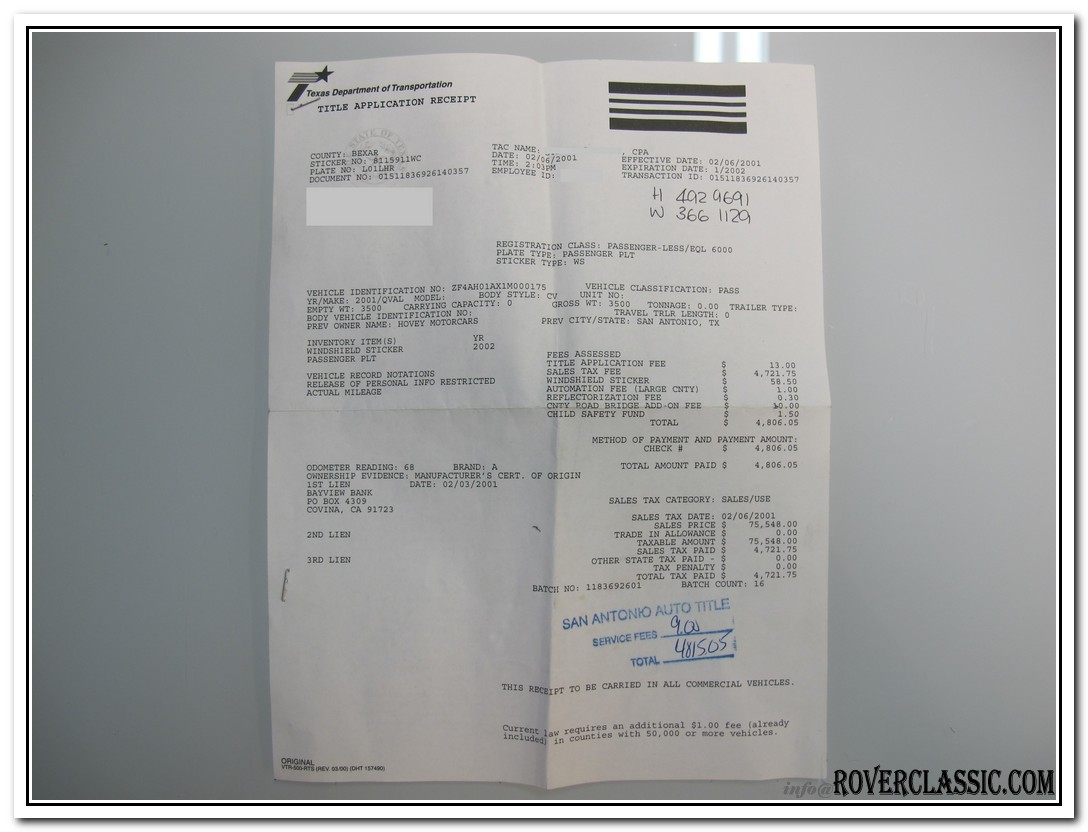 Texas Department of Transportation
TITLE APPLICATION RECEIPT
STATE OF
COUNTY: BEXAR
STICKER NO: 8115911WC
PLATE NO: L01LHR
DOCUMENT NO: 01511836926140357
TAC NAME: , CPA
DATE: 02/06/2001
TIME: 2:03PM
EMPLOYEE ID:
EFFECTIVE DATE: 02/06/2001
EXPIRATION DATE: 1/2002
TRANSACTION ID: 01511836926140357
H 492 9691
W 366 1129
REGISTRATION CLASS: PASSENGER-LESS/EQL 6000
PLATE TYPE: PASSENGER PLT
STICKER TYPE: WS
VEHICLE IDENTIFICATION NO: ZF4AH01AX1M000175 VEHICLE CLASSIFICATION: PASS
YR/MAKE: 2001/QVAL MODEL: BODY STYLE: CV UNIT NO:
EMPTY WT: 3500 CARRYING CAPACITY: 0 GROSS WT: 3500 TONNAGE: 0.00 TRAILER TYPE:
BODY VEHICLE IDENTIFICATION NO: TRAVEL TRLR LENGTH: 0
PREV OWNER NAME: HOVEY MOTORCARS PREV CITY/STATE: SAN ANTONIO, TX
INVENTORY ITEM(S) YR
WINDSHIELD STICKER 2002
PASSENGER PLT
VEHICLE RECORD NOTATIONS
RELEASE OF PERSONAL INFO RESTRICTED
ACTUAL MILEAGE
FEES ASSESSED
TITLE APPLICATION FEE $ 13.00
SALES TAX FEE $ 4,721.75
WINDSHIELD STICKER $ 58.50
AUTOMATION FEE (LARGE CNTY) $ 1.00
REFLECTORIZATION FEE $ 0.30
CNTY ROAD BRIDGE ADD-ON FEE $ 10.00
CHILD SAFETY FUND $ 1.50
TOTAL $ 4,806.05
METHOD OF PAYMENT AND PAYMENT AMOUNT:
CHECK # $ 4,806.05
TOTAL AMOUNT PAID $ 4,806.05
ODOMETER READING: 68 BRAND: A
OWNERSHIP EVIDENCE: MANUFACTURER'S CERT. OF ORIGIN
1ST LIEN DATE: 02/03/2001
BAYVIEW BANK
PO BOX 4309
COVINA, CA 91723
2ND LIEN
3RD LIEN
SALES TAX CATEGORY: SALES/USE
SALES TAX DATE: 02/06/2001
SALES PRICE $ 75,548.00
TRADE IN ALLOWANCE $ 0.00
TAXABLE AMOUNT $ 75,548.00
SALES TAX PAID $ 4,721.75
OTHER STATE TAX PAID - $ 0.00
TAX PENALTY $ 0.00
TOTAL TAX PAID $ 4,721.75
BATCH NO: 1183692601 BATCH COUNT: 16
SAN ANTONIO AUTO TITLE
SERVICE FEES 9.00
TOTAL 4815.05
THIS RECEIPT TO BE CARRIED IN ALL COMMERCIAL VEHICLES.
Current law requires an additional $1.00 fee (already
included) in counties with 50,000 or more vehicles.
ORIGINAL
VTR-500-RTS (REV. 03/00) (DHT 157490)
info@ROVERCLASSIC.COM